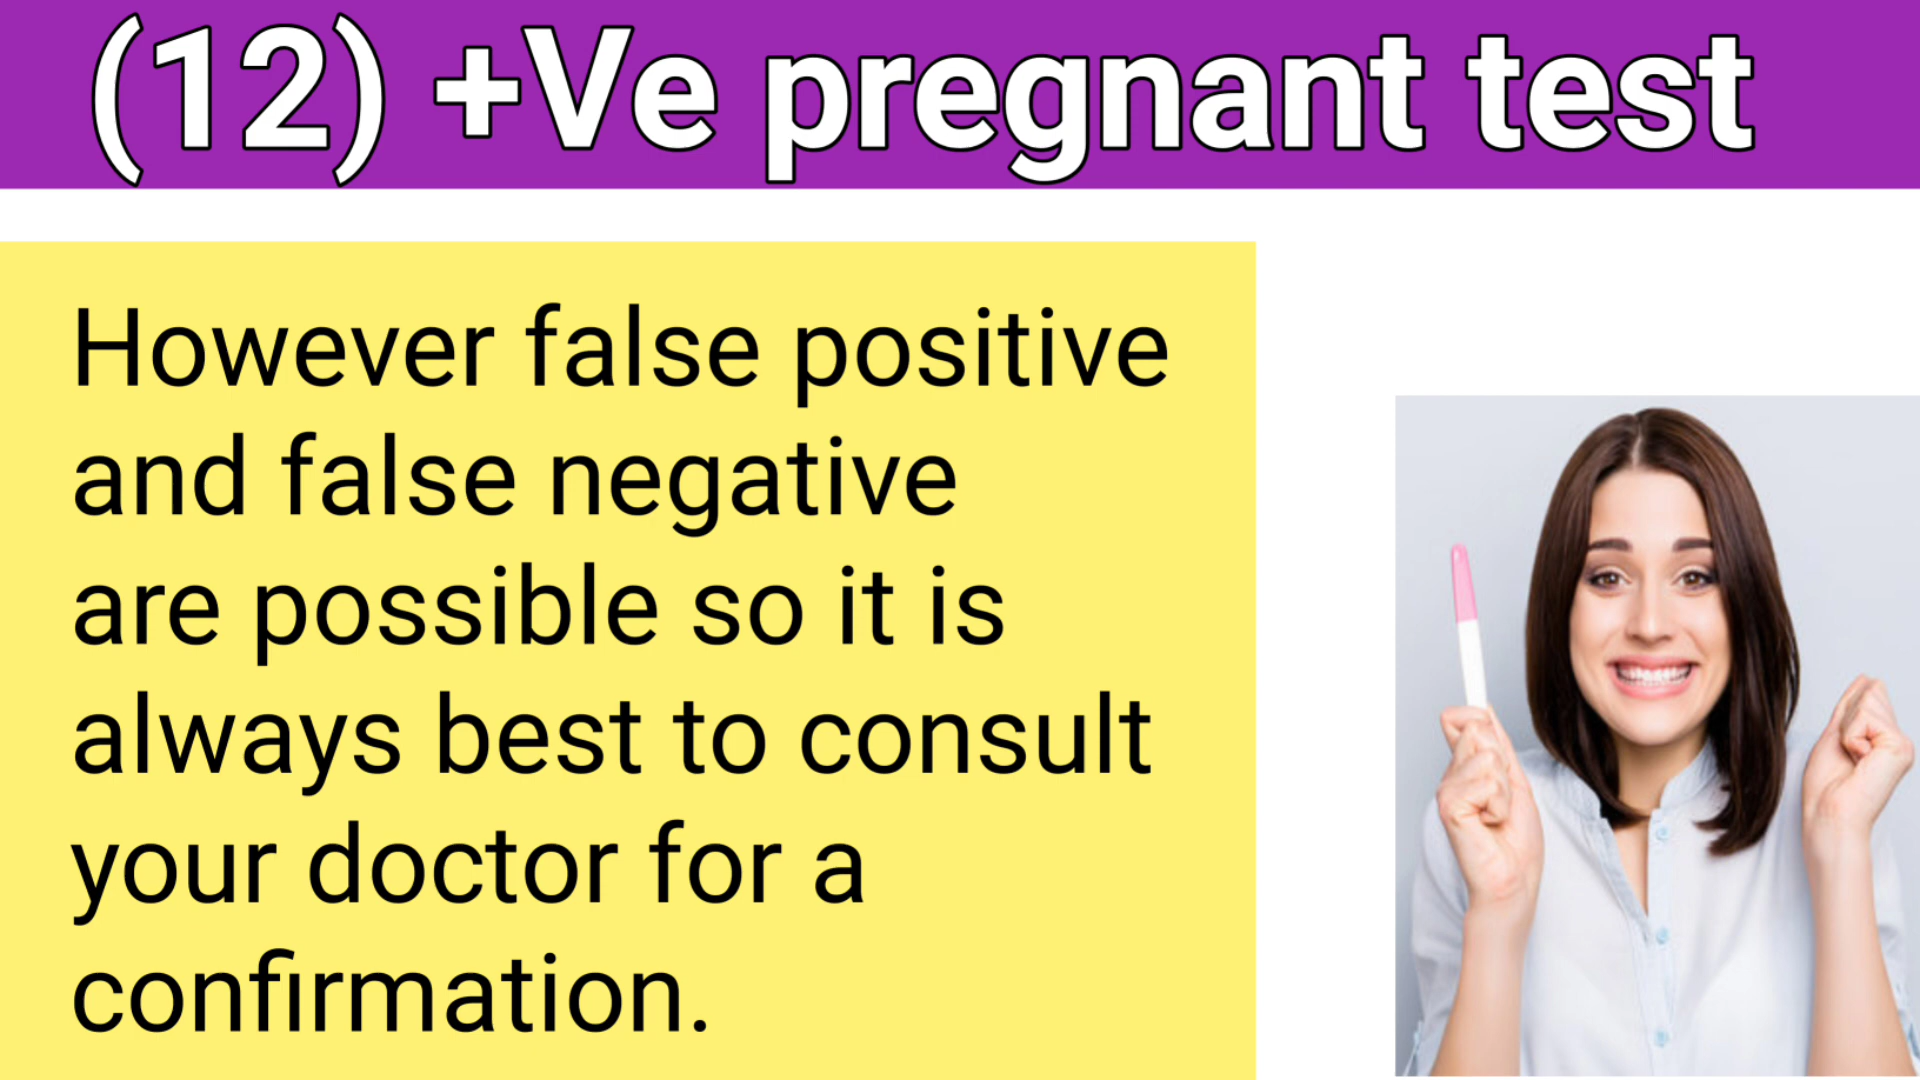 (12) +Ve pregnant test
However false positive
and false negative
are possible so it is
always best to consult
your doctor for a
confirmation.